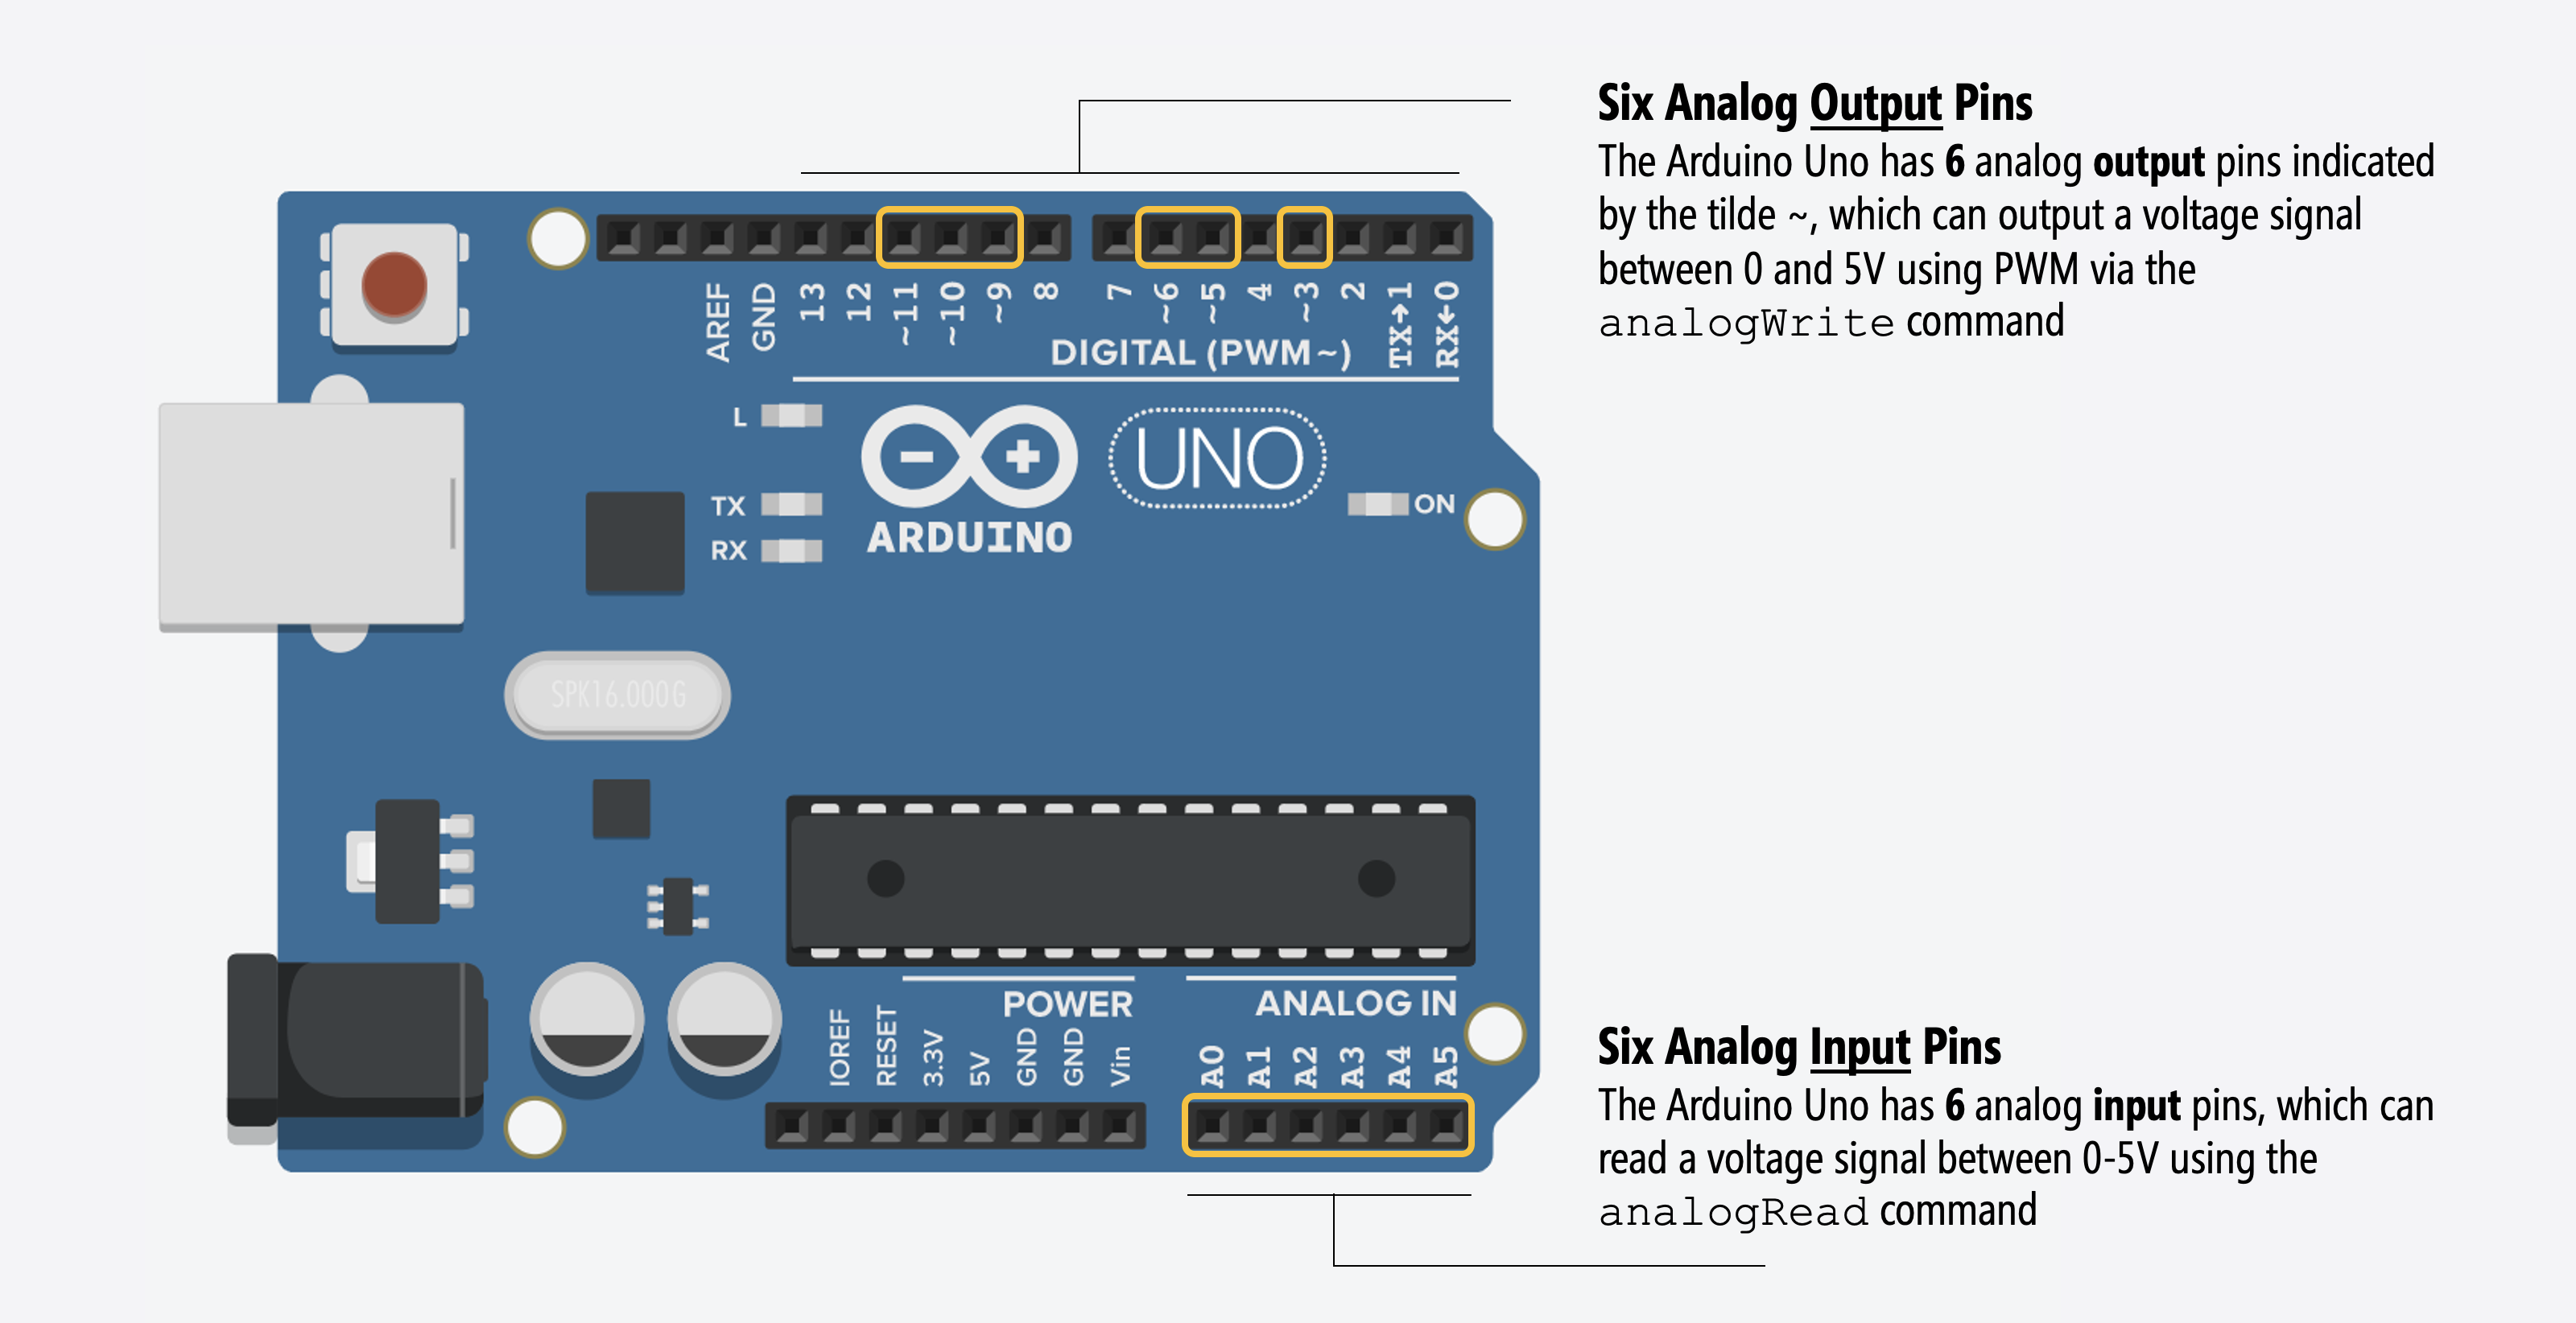 Six Analog Output Pins
The Arduino Uno has 6 analog output pins indicated
by the tilde ~, which can output a voltage signal
between 0 and 5V using PWM via the
analogWrite command
AREF
GND
13
12
~11
~10
~9
8
7
~6
~5
4
~3
2
TX→1
RX←0
DIGITAL (PWM ~)
L
TX
RX
ARDUINO
UNO
ON
SPK16.000G
POWER
ANALOG IN
IOREF
RESET
3.3V
5V
GND
GND
Vin
A0
A1
A2
A3
A4
A5
Six Analog Input Pins
The Arduino Uno has 6 analog input pins, which can
read a voltage signal between 0-5V using the
analogRead command